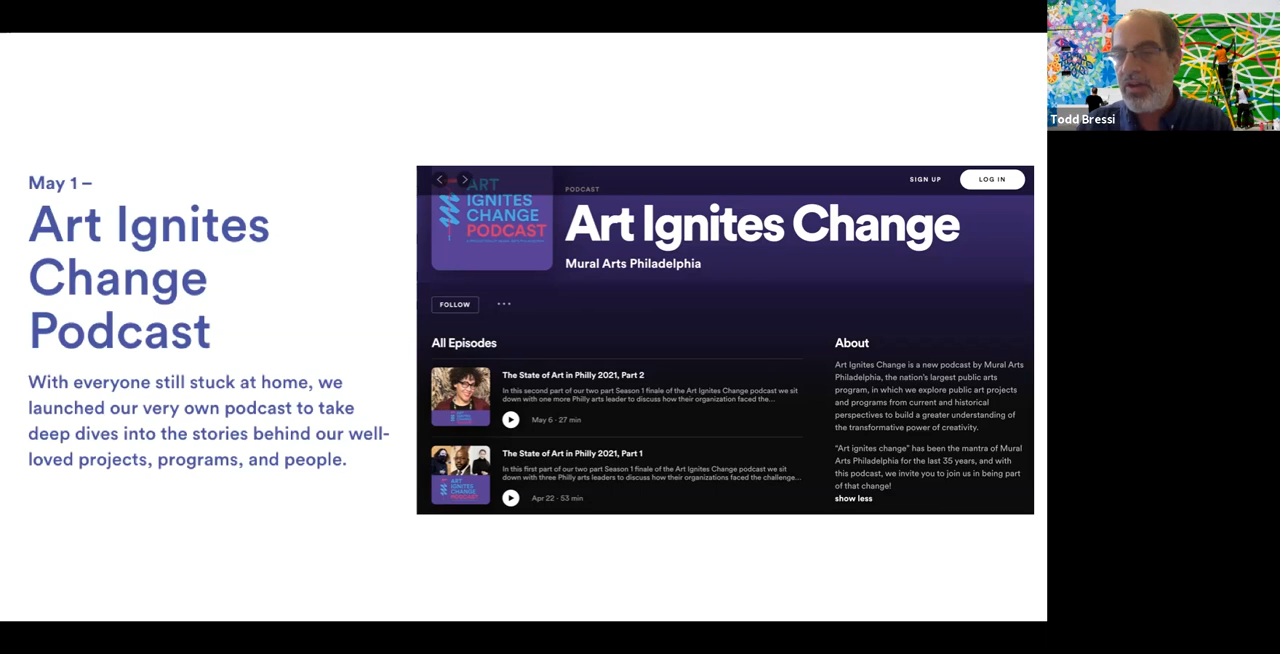 May 1 –
Art Ignites
Change
Podcast
With everyone still stuck at home, we
launched our very own podcast to take
deep dives into the stories behind our well-
loved projects, programs, and people.
ART
IGNITES
CHANGE
PODCAST
PODCAST
Art Ignites Change
Mural Arts Philadelphia
SIGN UP
LOG IN
FOLLOW
All Episodes
The State of Art in Philly 2021, Part 2
In this second part of our two part Season 1 finale of the Art Ignites Change podcast we sit
down with one more Philly arts leader to discuss how their organization faced the...
May 6 · 27 min
The State of Art in Philly 2021, Part 1
In this first part of our two part Season 1 finale of the Art Ignites Change podcast we sit
down with three Philly arts leaders to discuss how their organizations faced the challenge...
Apr 22 · 53 min
ART
IGNITES
CHANGE
PODCAST
About
Art Ignites Change is a new podcast by Mural Arts
Philadelphia, the nation's largest public arts
program, in which we explore public art projects
and programs from current and historical
perspectives to build a greater understanding of
the transformative power of creativity.
"Art ignites change" has been the mantra of Mural
Arts Philadelphia for the last 35 years, and with
this podcast, we invite you to join us in being part
of that change!
show less
Todd Bressi